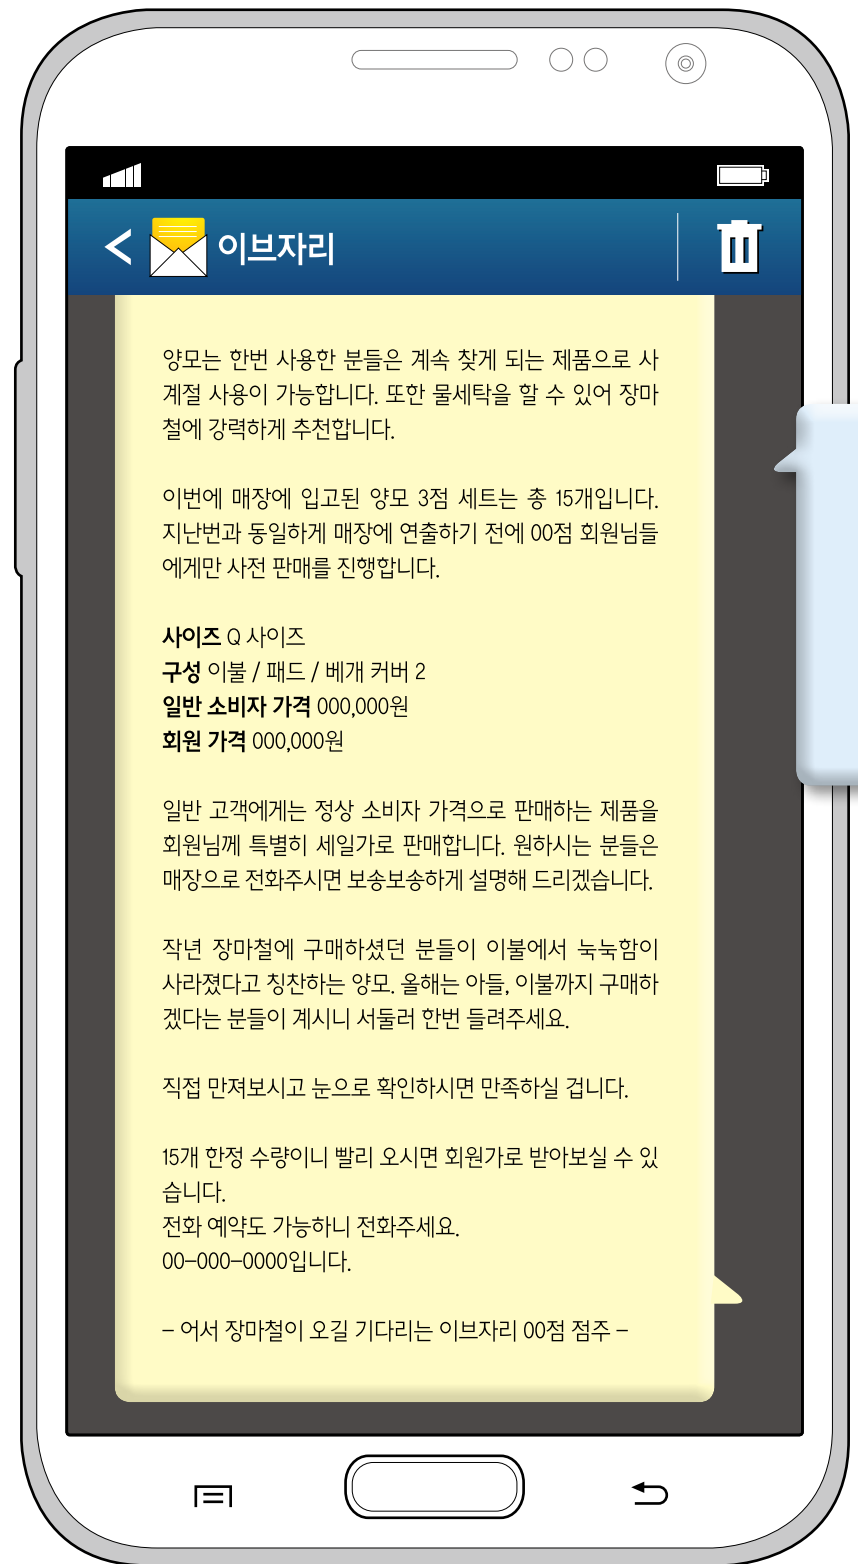 이브자리
양모는 한번 사용한 분들은 계속 찾게 되는 제품으로 사
계절 사용이 가능합니다. 또한 물세탁을 할 수 있어 장마
철에 강력하게 추천합니다.
이번에 매장에 입고된 양모 3점 세트는 총 15개입니다.
지난번과 동일하게 매장에 연출하기 전에 00점 회원님들
에게만 사전 판매를 진행합니다.
사이즈 Q 사이즈
구성 이불 / 패드 / 베개 커버 2
일반 소비자 가격 000,000원
회원 가격 000,000원
일반 고객에게는 정상 소비자 가격으로 판매하는 제품을
회원님께 특별히 세일가로 판매합니다. 원하시는 분들은
매장으로 전화주시면 보송보송하게 설명해 드리겠습니다.
작년 장마철에 구매하셨던 분들이 이불에서 눅눅함이
사라졌다고 칭찬하는 양모. 올해는 아들, 이불까지 구매하
겠다는 분들이 계시니 서둘러 한번 들려주세요.
직접 만져보시고 눈으로 확인하시면 만족하실 겁니다.
15개 한정 수량이니 빨리 오시면 회원가로 받아보실 수 있
습니다.
전화 예약도 가능하니 전화주세요.
00-000-0000입니다.
- 어서 장마철이 오길 기다리는 이브자리 00점 점주 -